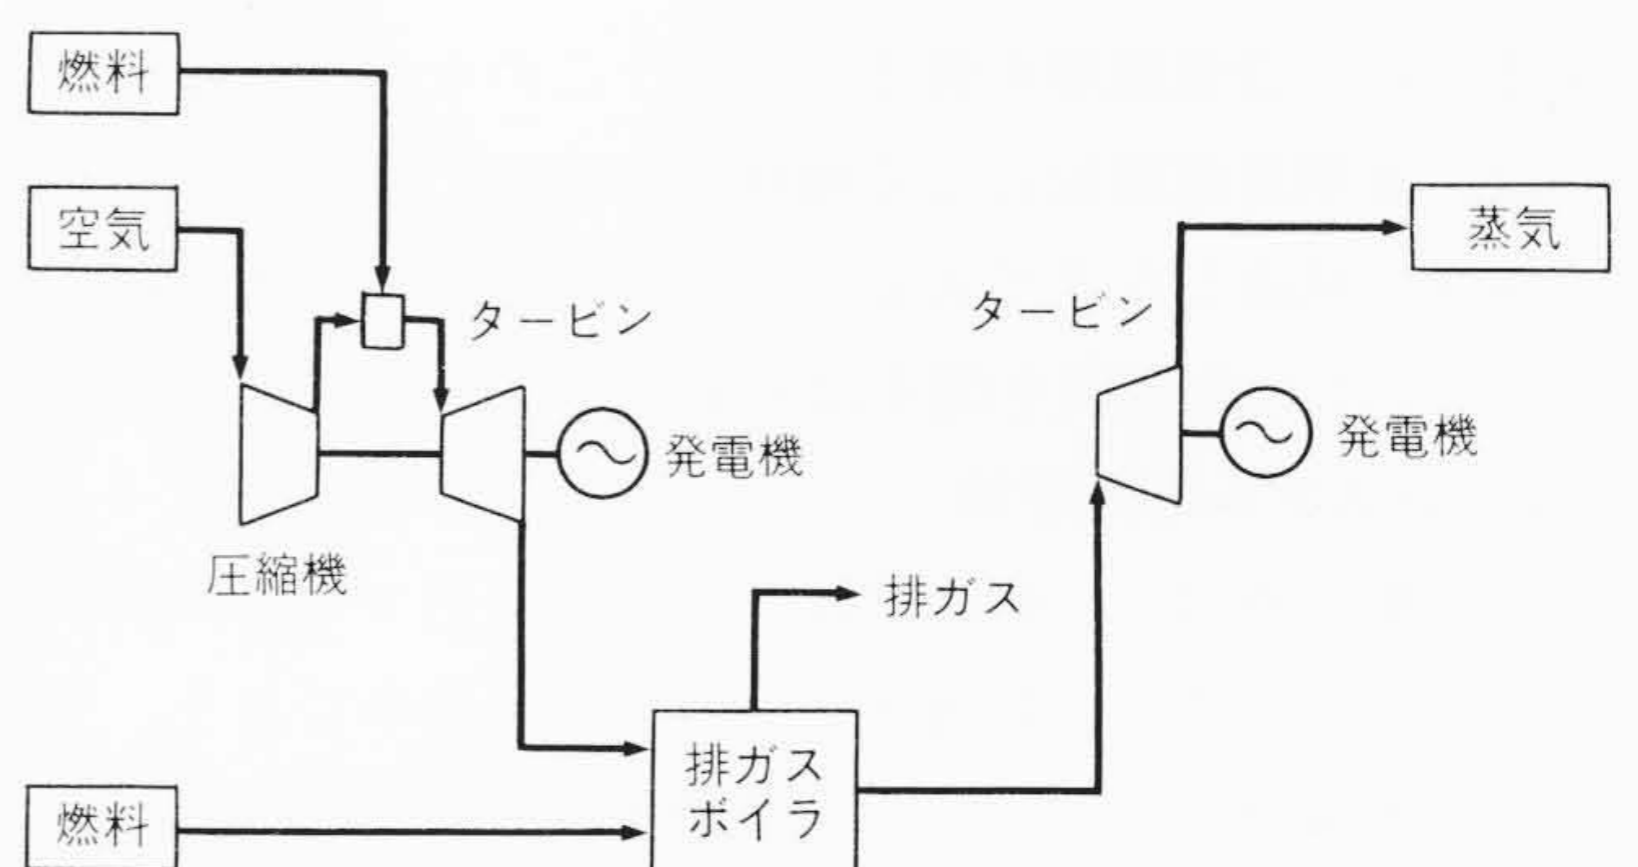 燃料
空気
タービン
タービン
蒸気
発電機
発電機
圧縮機
排ガス
排ガス
ボイラ
燃料